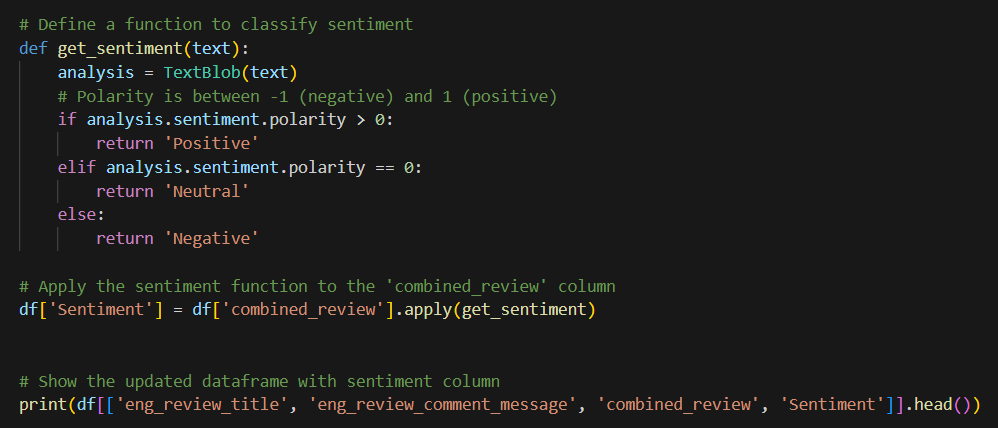 # Define a function to classify sentiment
def get_sentiment(text):
    analysis = TextBlob(text)
    # Polarity is between -1 (negative) and 1 (positive)
    if analysis.sentiment.polarity > 0:
        return 'Positive'
    elif analysis.sentiment.polarity == 0:
        return 'Neutral'
    else:
        return 'Negative'

# Apply the sentiment function to the 'combined_review' column
df['Sentiment'] = df['combined_review'].apply(get_sentiment)


# Show the updated dataframe with sentiment column
print(df[['eng_review_title', 'eng_review_comment_message', 'combined_review', 'Sentiment']].head())